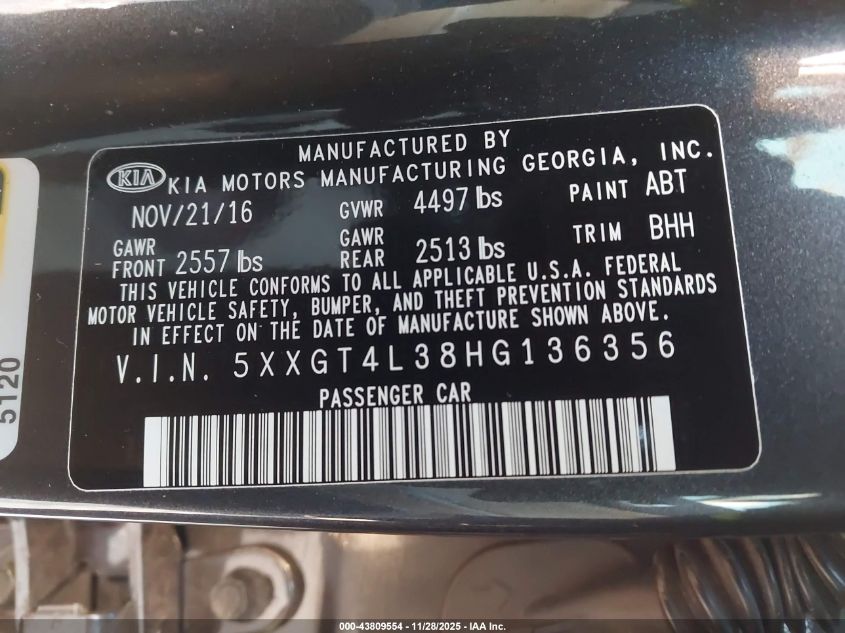 MANUFACTURED BY
KIA KIA MOTORS MANUFACTURING GEORGIA, INC.
NOV/21/16 GVWR 4497 lbs PAINT ABT
GAWR FRONT 2557 lbs GAWR REAR 2513 lbs TRIM BHH
THIS VEHICLE CONFORMS TO ALL APPLICABLE U.S.A. FEDERAL
MOTOR VEHICLE SAFETY, BUMPER, AND THEFT PREVENTION STANDARDS
IN EFFECT ON THE DATE OF MANUFACTURE SHOWN ABOVE.
V.I.N. 5XXGT4L38HG136356
PASSENGER CAR
5120
000-43809554 - 11/28/2025 - IAA Inc.